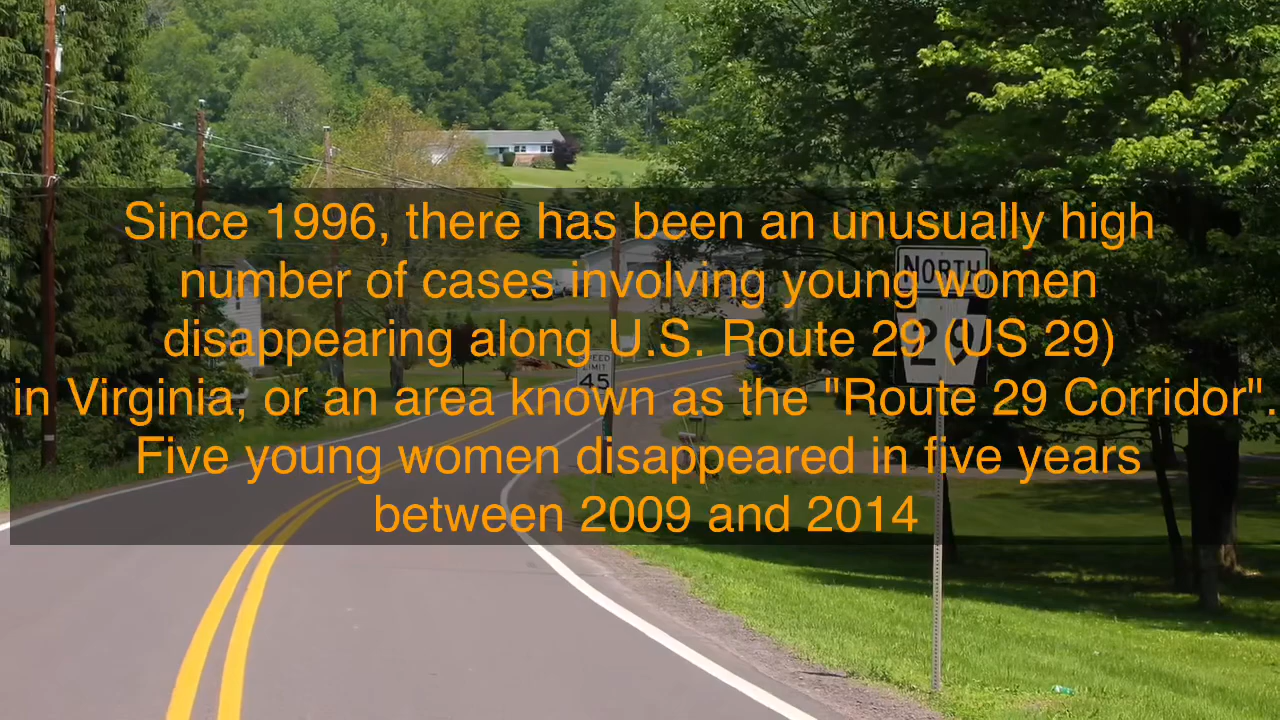 Since 1996, there has been an unusually high
number of cases involving young women
disappearing along U.S. Route 29 (US 29)
in Virginia, or an area known as the "Route 29 Corridor".
Five young women disappeared in five years
between 2009 and 2014
NORTH
29
SPEED
LIMIT
45